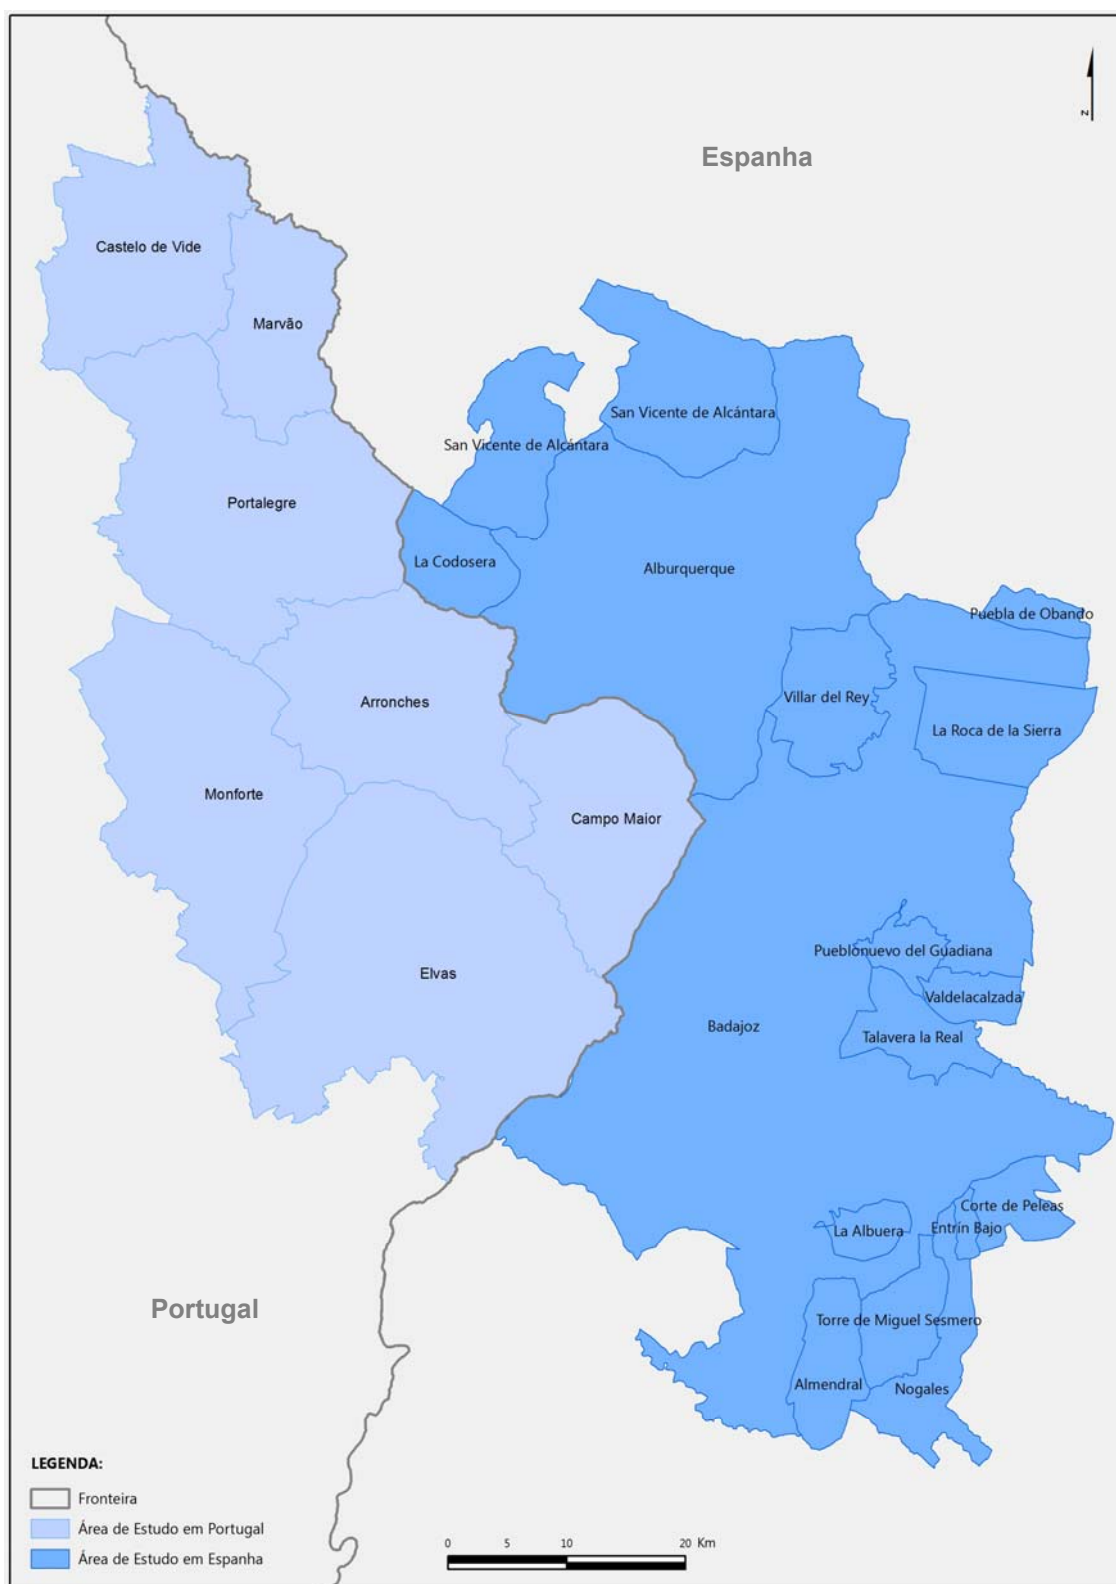 Z
Espanha
Castelo de Vide
Marvão
San Vicente de Alcántara
San Vicente de Alcántara
Portalegre
La Codosera
Alburquerque
Puebla de Obando
Arronches
Villar del Rey
La Roca de la Sierra
Monforte
Campo Maior
Pueblonuevo del Guadiana
Elvas
Valdelacalzada
Badajoz
Talavera la Real
Corte de Peleas
La Albuera
Entrín Bajo
Portugal
Torre de Miguel Sesmero
Almendral
Nogales
LEGENDA:
Fronteira
Área de Estudo em Portugal
Área de Estudo em Espanha
0 5 10 20 Km